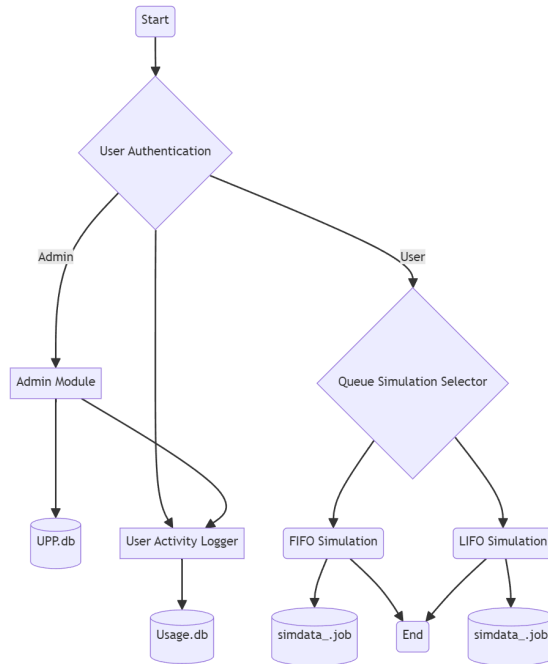 Start
User Authentication
Admin
User
Admin Module
Queue Simulation Selector
UPP.db
User Activity Logger
FIFO Simulation
LIFO Simulation
Usage.db
simdata_.job
End
simdata_.job